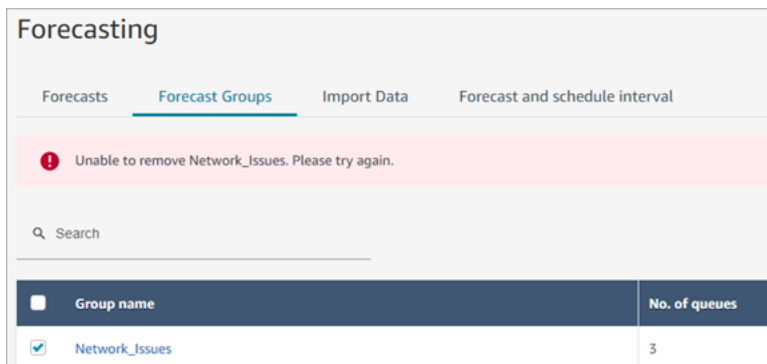 Forecasting
Forecasts Forecast Groups Import Data Forecast and schedule interval
Unable to remove Network_Issues. Please try again.
Search
Group name No. of queues
Network_Issues 3